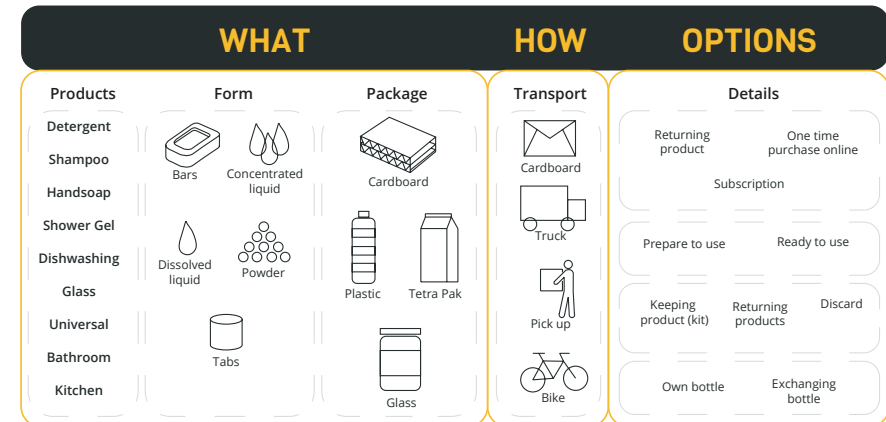 WHAT
HOW
OPTIONS
Products
Form
Package
Transport
Details
Detergent
Shampoo
Handsoap
Shower Gel
Dishwashing
Glass
Universal
Bathroom
Kitchen
Bars
Concentrated
liquid
Dissolved
liquid
Powder
Tabs
Cardboard
Plastic
Tetra Pak
Glass
Cardboard
Truck
Pick up
Bike
Returning
product
One time
purchase online
Subscription
Prepare to use
Ready to use
Keeping
product (kit)
Returning
products
Discard
Own bottle
Exchanging
bottle